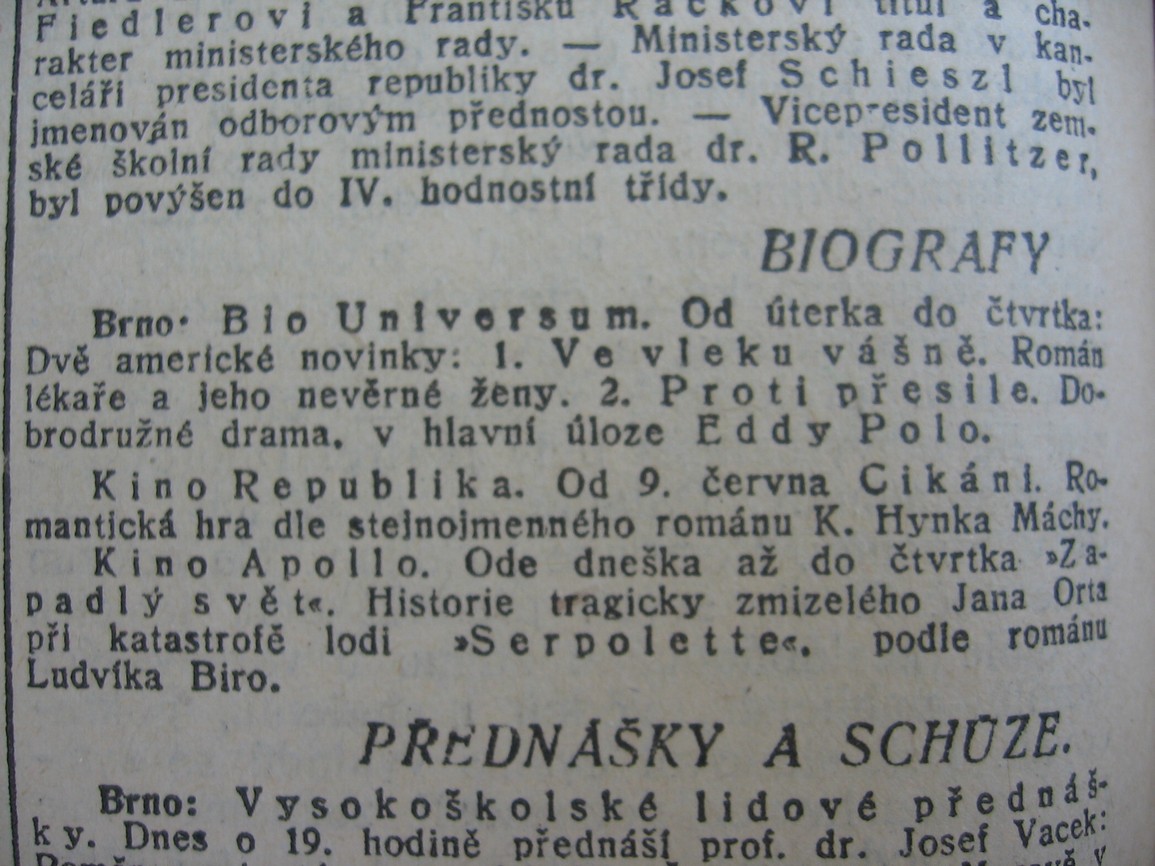 Fiedlerovi a Františku Ráčkovi titul a cha-
rakter ministerského rady. — Ministerský rada v kan-
celáři presidenta republiky dr. Josef Schieszl byl
jmenován odborovým přednostou. — Vicepresident zem-
ské školní rady ministerský rada dr. R. Pollitzer,
byl povýšen do IV. hodnostní třídy.
BIOGRAFY
Brno: Bio Universum. Od úterka do čtvrtka:
Dvě americké novinky: 1. Ve vleku vášně. Román
lékaře a jeho nevěrné ženy. 2. Proti přesile. Do-
brodružné drama, v hlavní úloze Eddy Polo.
Kino Republika. Od 9. června Cikáni. Ro-
mantická hra dle stejnojmenného románu K. Hynka Máchy.
Kino Apollo. Ode dneška až do čtvrtka »Za-
padlý svět«. Historie tragicky zmizelého Jana Orta
při katastrofě lodi »Serpolette«, podle románu
Ludvíka Biro.
PŘEDNÁŠKY A SCHŮZE.
Brno: Vysokoškolské lidové přednáš-
ky. Dnes o 19. hodině přednáší prof. dr. Josef Vacek: